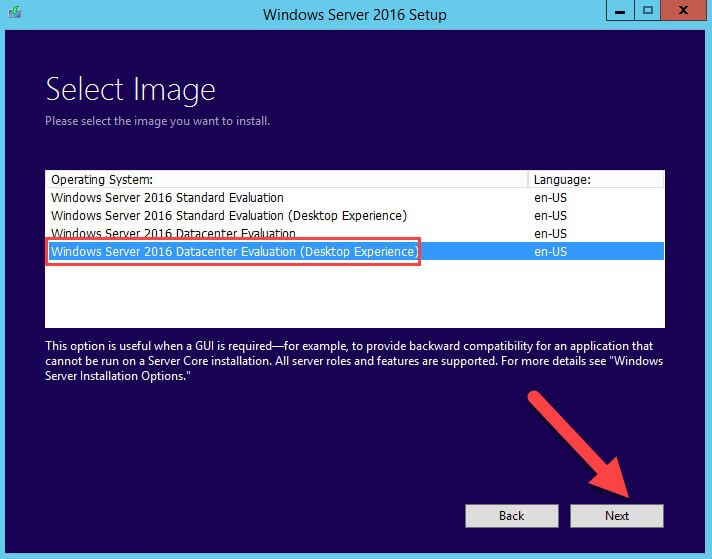 Windows Server 2016 Setup
Select Image
Please select the image you want to install.
Operating System: Language:
Windows Server 2016 Standard Evaluation en-US
Windows Server 2016 Standard Evaluation (Desktop Experience) en-US
Windows Server 2016 Datacenter Evaluation en-US
Windows Server 2016 Datacenter Evaluation (Desktop Experience) en-US
This option is useful when a GUI is required—for example, to provide backward compatibility for an application that
cannot be run on a Server Core installation. All server roles and features are supported. For more details see "Windows
Server Installation Options."
Back Next